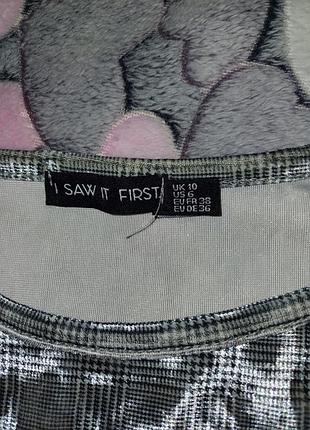 I SAW IT FIRST
UK 10
US 6
EU FR 38
EU DE 36